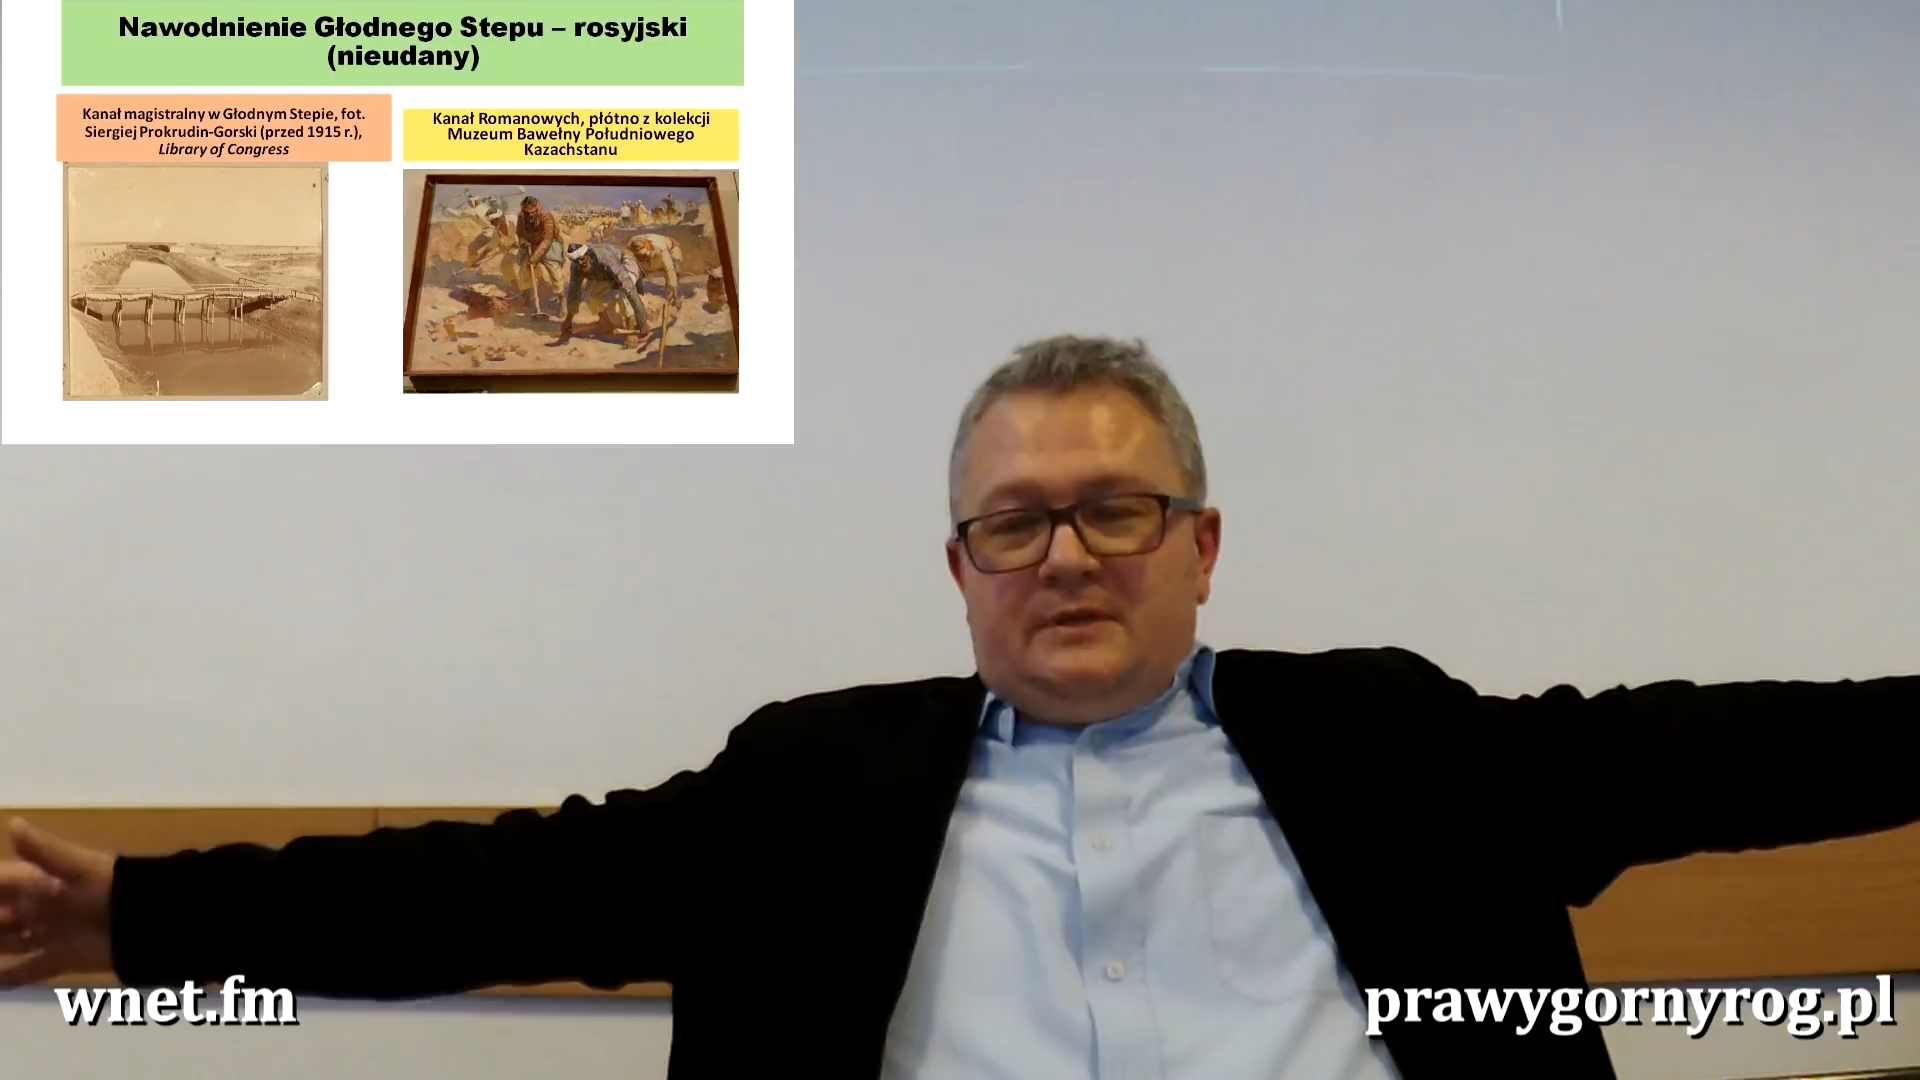 Nawodnienie Głodnego Stepu – rosyjski
(nieudany)
Kanał magistralny w Głodnym Stepie, fot.
Siergiej Prokrudin-Gorski (przed 1915 r.),
Library of Congress
Kanał Romanowych, płótno z kolekcji
Muzeum Bawełny Południowego
Kazachstanu
wnet.fm
prawygornyrog.pl